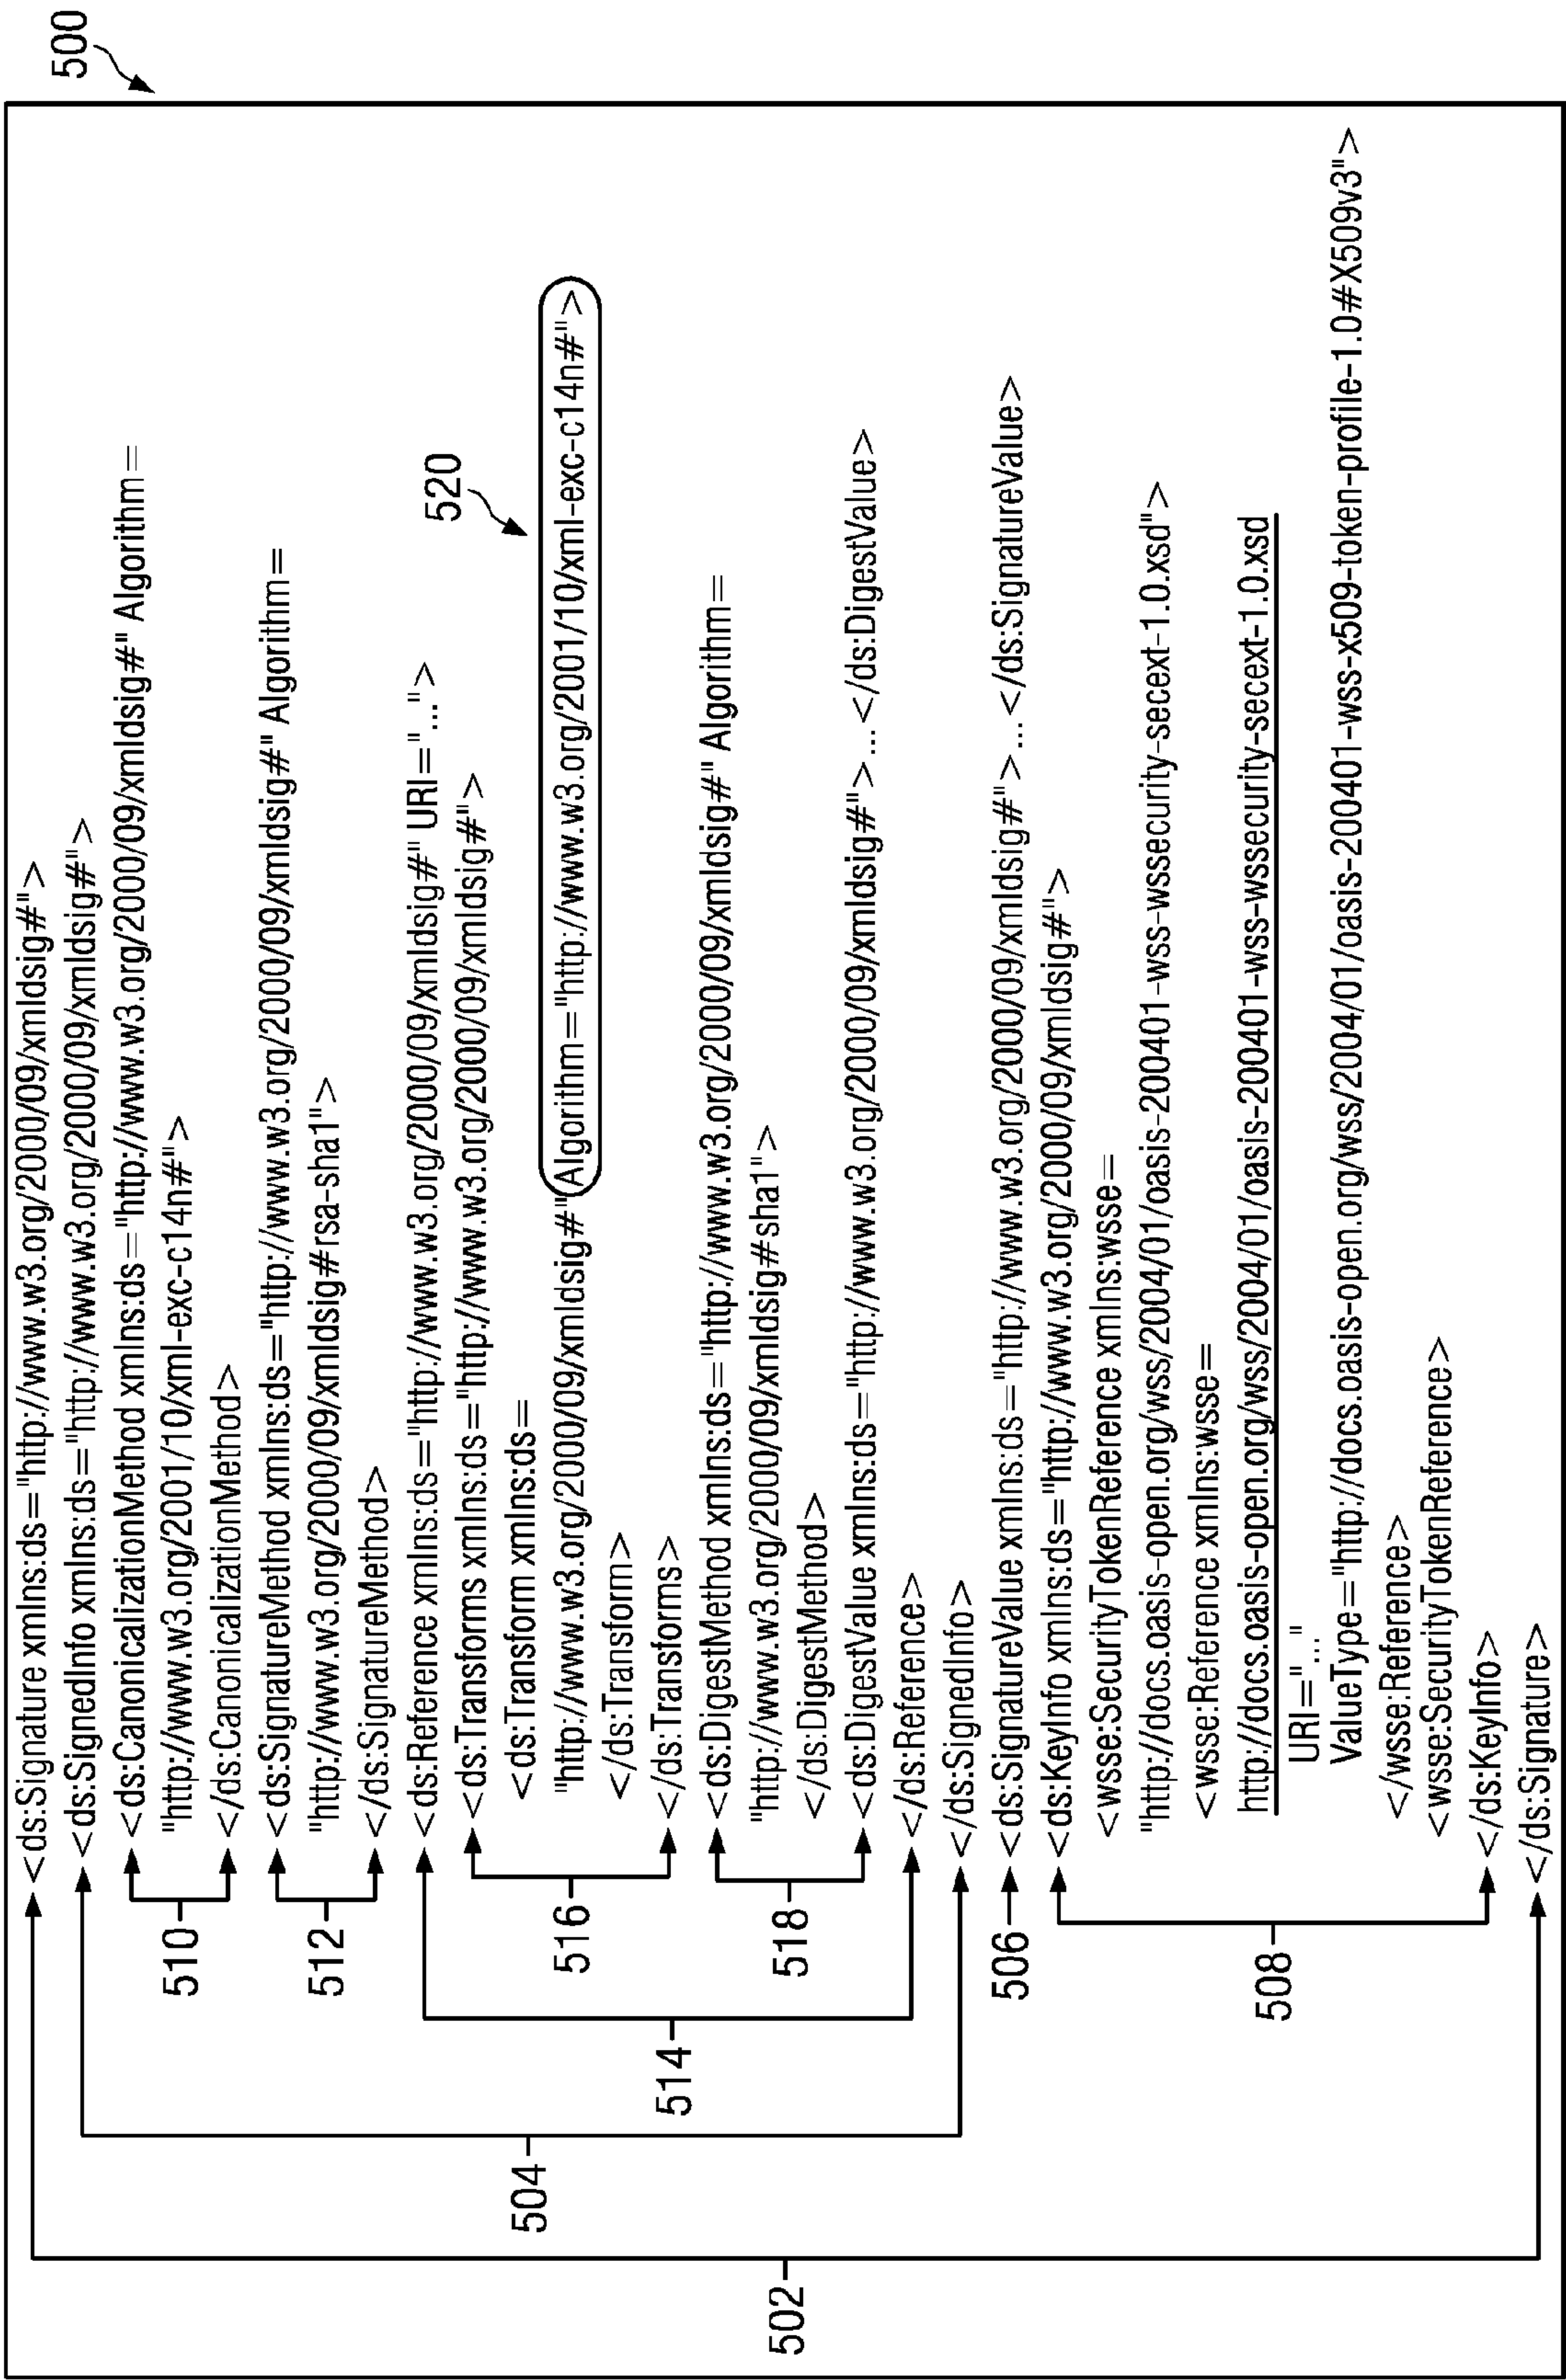 500
<ds:Signature xmlns:ds="http://www.w3.org/2000/09/xmldsig#">
<ds:SignedInfo xmlns:ds="http://www.w3.org/2000/09/xmldsig#">
<ds:CanonicalizationMethod xmlns:ds="http://www.w3.org/2000/09/xmldsig#" Algorithm=
"http://www.w3.org/2001/10/xml-exc-c14n#">
510
</ds:CanonicalizationMethod>
<ds:SignatureMethod xmlns:ds="http://www.w3.org/2000/09/xmldsig#" Algorithm=
512
"http://www.w3.org/2000/09/xmldsig#rsa-sha1">
</ds:SignatureMethod>
<ds:Reference xmlns:ds="http://www.w3.org/2000/09/xmldsig#" URI="...">
520
<ds:Transforms xmlns:ds="http://www.w3.org/2000/09/xmldsig#">
504
<ds:Transform xmlns:ds=
516
"http://www.w3.org/2000/09/xmldsig#" Algorithm="http://www.w3.org/2001/10/xml-exc-c14n#">
</ds:Transform>
514
</ds:Transforms>
<ds:DigestMethod xmlns:ds="http://www.w3.org/2000/09/xmldsig#" Algorithm=
"http://www.w3.org/2000/09/xmldsig#sha1">
502
518
</ds:DigestMethod>
<ds:DigestValue xmlns:ds="http://www.w3.org/2000/09/xmldsig#">...</ds:DigestValue>
</ds:Reference>
</ds:SignedInfo>
506
<ds:SignatureValue xmlns:ds="http://www.w3.org/2000/09/xmldsig#">...</ds:SignatureValue>
<ds:KeyInfo xmlns:ds="http://www.w3.org/2000/09/xmldsig#">
<wsse:SecurityTokenReference xmlns:wsse=
"http://docs.oasis-open.org/wss/2004/01/oasis-200401-wss-wssecurity-secext-1.0.xsd">
<wsse:Reference xmlns:wsse=
508
http://docs.oasis-open.org/wss/2004/01/oasis-200401-wss-wssecurity-secext-1.0.xsd
URI="..."
ValueType="http://docs.oasis-open.org/wss/2004/01/oasis-200401-wss-x509-token-profile-1.0#X509v3">
</wsse:Reference>
<wsse:SecurityTokenReference>
</ds:KeyInfo>
</ds:Signature>